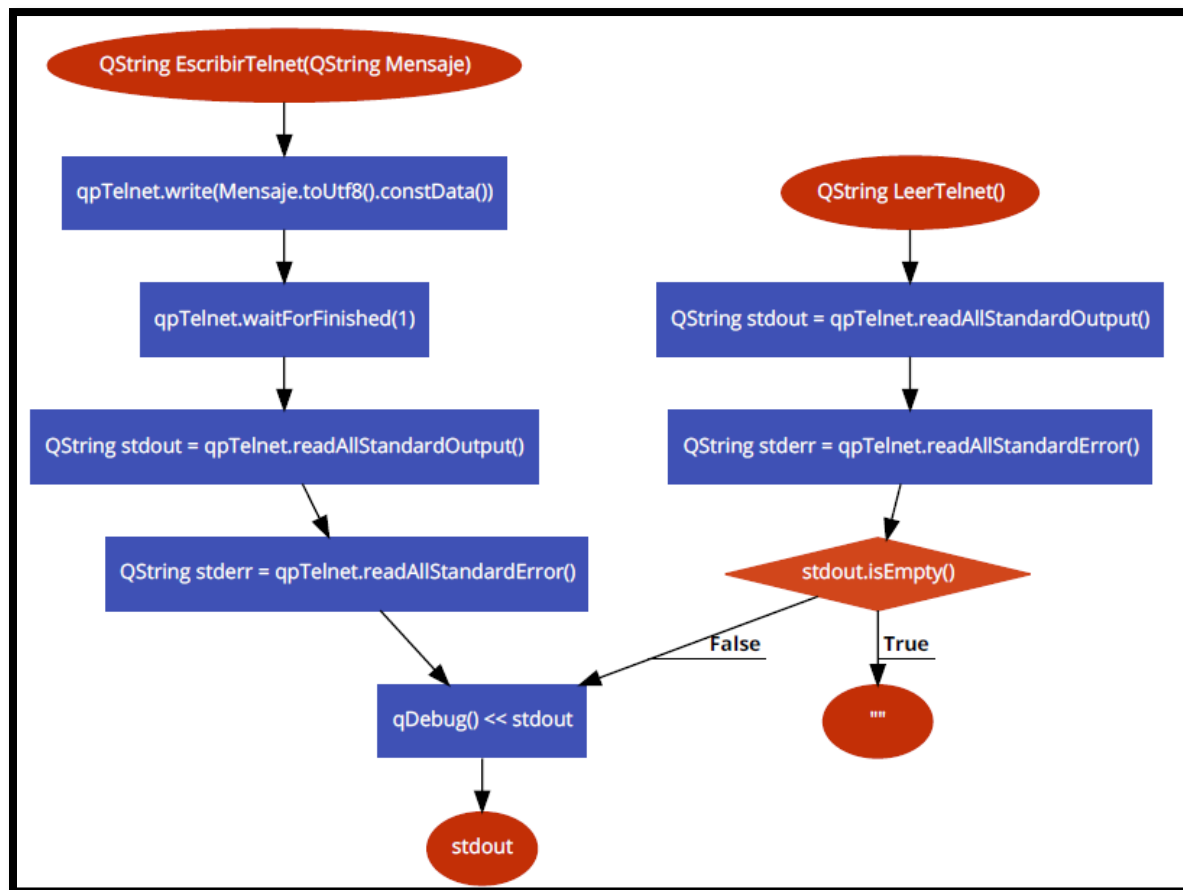 QString EscribirTelnet(QString Mensaje)
qpTelnet.write(Mensaje.toUtf8().constData())
qpTelnet.waitForFinished(1)
QString stdout = qpTelnet.readAllStandardOutput()
QString stderr = qpTelnet.readAllStandardError()
QString LeerTelnet()
QString stdout = qpTelnet.readAllStandardOutput()
QString stderr = qpTelnet.readAllStandardError()
stdout.isEmpty()
False
True
qDebug() << stdout
""
stdout